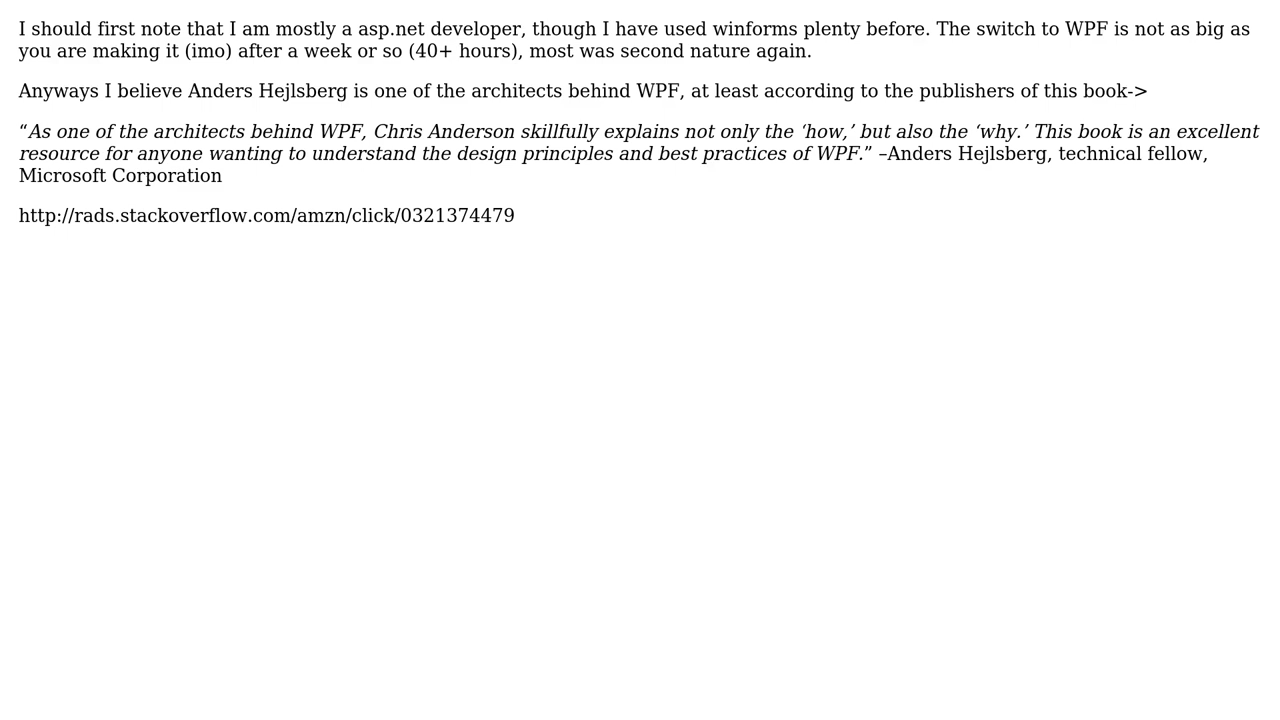 I should first note that I am mostly a asp.net developer, though I have used winforms plenty before. The switch to WPF is not as big as
you are making it (imo) after a week or so (40+ hours), most was second nature again.
Anyways I believe Anders Hejlsberg is one of the architects behind WPF, at least according to the publishers of this book->
“As one of the architects behind WPF, Chris Anderson skillfully explains not only the ‘how,’ but also the ‘why.’ This book is an excellent
resource for anyone wanting to understand the design principles and best practices of WPF.” –Anders Hejlsberg, technical fellow,
Microsoft Corporation
http://rads.stackoverflow.com/amzn/click/0321374479